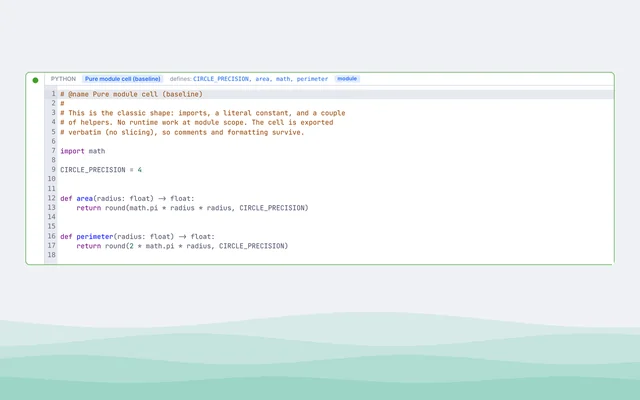 PYTHON Pure module cell (baseline) defines: CIRCLE_PRECISION, area, math, perimeter module
1 # @name Pure module cell (baseline)
2 #
3 # This is the classic shape: imports, a literal constant, and a couple
4 # of helpers. No runtime work at module scope. The cell is exported
5 # verbatim (no slicing), so comments and formatting survive.
6
7 import math
8
9 CIRCLE_PRECISION = 4
10
11
12 def area(radius: float) → float:
13     return round(math.pi * radius * radius, CIRCLE_PRECISION)
14
15
16 def perimeter(radius: float) → float:
17     return round(2 * math.pi * radius, CIRCLE_PRECISION)
18